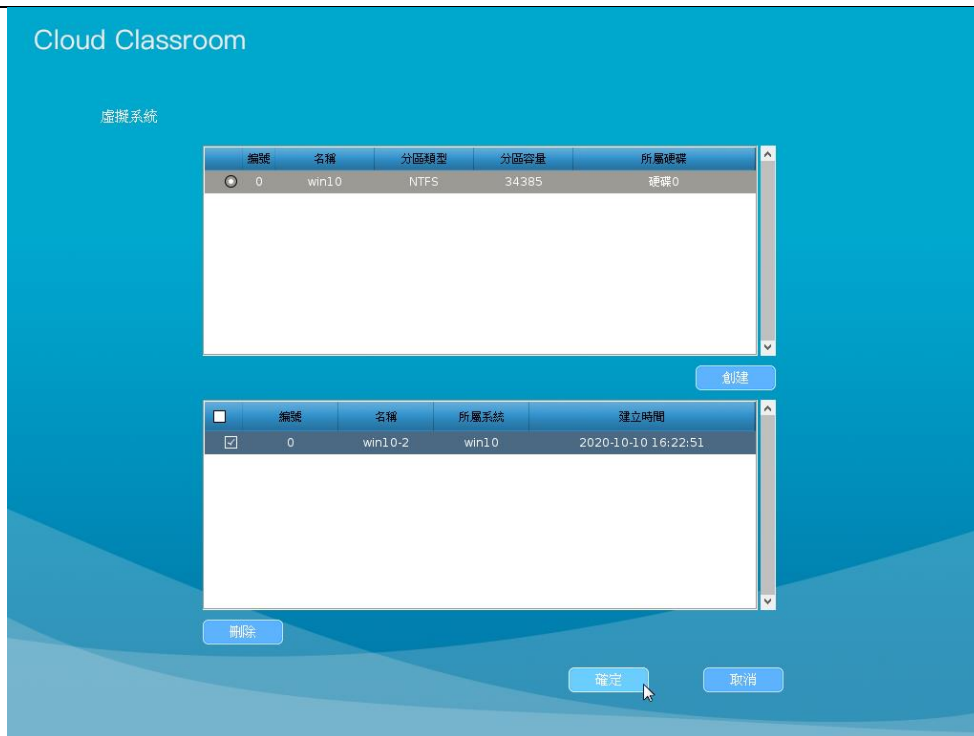 Cloud Classroom
虛擬系統
編號 名稱 分區類型 分區容量 所屬硬碟
0 win10 NTFS 34385 硬碟0
創建
編號 名稱 所屬系統 建立時間
0 win10-2 win10 2020-10-10 16:22:51
刪除
確定 取消